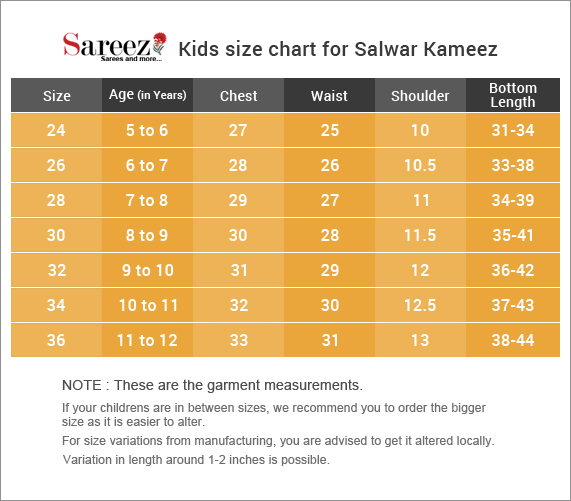 Sareez
Sarees and more...
Kids size chart for Salwar Kameez
Size Age (in Years) Chest Waist Shoulder Bottom Length
24 5 to 6 27 25 10 31-34
26 6 to 7 28 26 10.5 33-38
28 7 to 8 29 27 11 34-39
30 8 to 9 30 28 11.5 35-41
32 9 to 10 31 29 12 36-42
34 10 to 11 32 30 12.5 37-43
36 11 to 12 33 31 13 38-44
NOTE : These are the garment measurements.
If your childrens are in between sizes, we recommend you to order the bigger
size as it is easier to alter.
For size variations from manufacturing, you are advised to get it altered locally.
Variation in length around 1-2 inches is possible.